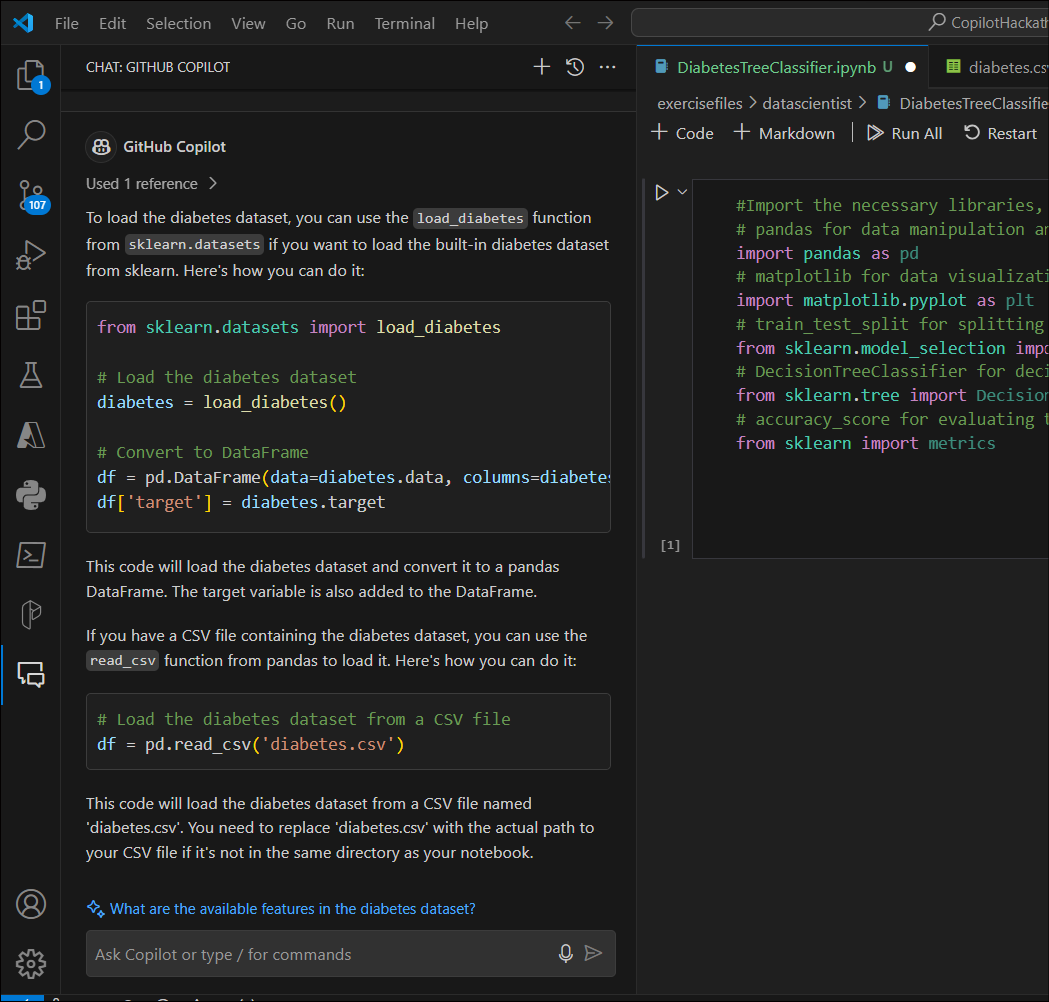 File Edit Selection View Go Run Terminal Help
CopilotHackath
CHAT: GITHUB COPILOT
1
107
GitHub Copilot
Used 1 reference
To load the diabetes dataset, you can use the load_diabetes function
from sklearn.datasets if you want to load the built-in diabetes dataset
from sklearn. Here's how you can do it:
from sklearn.datasets import load_diabetes
# Load the diabetes dataset
diabetes = load_diabetes()
# Convert to DataFrame
df = pd.DataFrame(data=diabetes.data, columns=diabetes
df['target'] = diabetes.target
This code will load the diabetes dataset and convert it to a pandas
DataFrame. The target variable is also added to the DataFrame.
If you have a CSV file containing the diabetes dataset, you can use the
read_csv function from pandas to load it. Here's how you can do it:
# Load the diabetes dataset from a CSV file
df = pd.read_csv('diabetes.csv')
This code will load the diabetes dataset from a CSV file named
'diabetes.csv'. You need to replace 'diabetes.csv' with the actual path to
your CSV file if it's not in the same directory as your notebook.
What are the available features in the diabetes dataset?
Ask Copilot or type / for commands
DiabetesTreeClassifier.ipynb U
diabetes.cs
exercisefiles > datascientist > DiabetesTreeClassifie
+ Code + Markdown | Run All Restart
#Import the necessary libraries,
# pandas for data manipulation an
import pandas as pd
# matplotlib for data visualizati
import matplotlib.pyplot as plt
# train_test_split for splitting
from sklearn.model_selection impo
# DecisionTreeClassifier for deci
from sklearn.tree import Decision
# accuracy_score for evaluating t
from sklearn import metrics
[1]